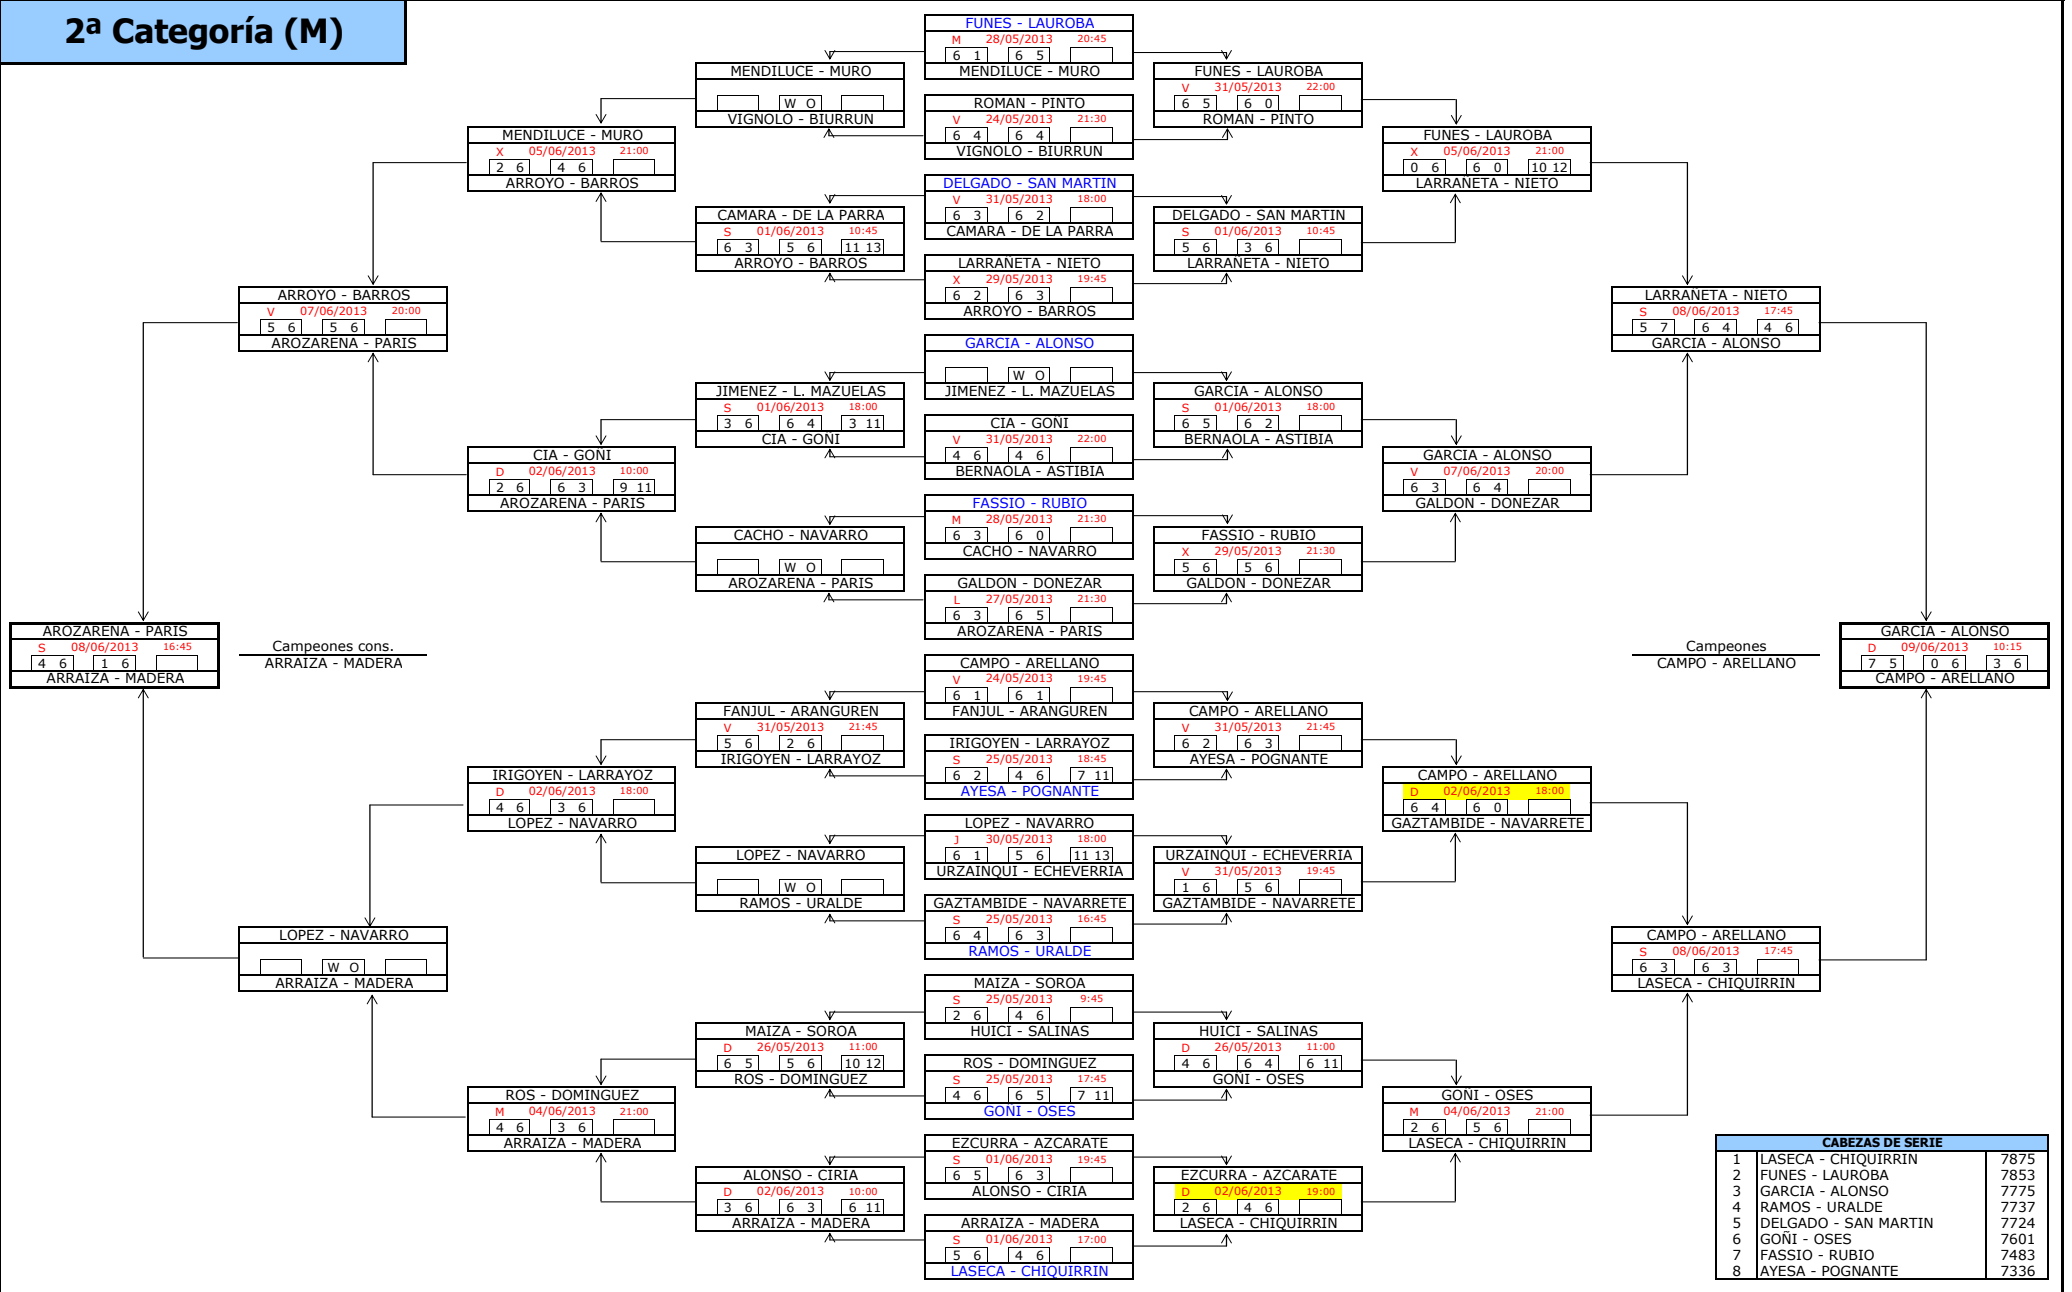 2ª Categoría (M)
FUNES - LAUROBA
M 28/05/2013 20:45
6 1 6 5
MENDILUCE - MURO
ROMAN - PINTO
V 24/05/2013 21:30
6 4 6 4
VIGNOLO - BIURRUN
DELGADO - SAN MARTIN
V 31/05/2013 18:00
6 3 6 2
CAMARA - DE LA PARRA
LARRAÑETA - NIETO
X 29/05/2013 19:45
6 2 6 3
ARROYO - BARROS
GARCIA - ALONSO
W O
JIMENEZ - L. MAZUELAS
CIA - GOÑI
V 31/05/2013 22:00
4 6 4 6
BERNAOLA - ASTIBIA
FASSIO - RUBIO
M 28/05/2013 21:30
6 3 6 0
CACHO - NAVARRO
GALDON - DONEZAR
L 27/05/2013 21:30
6 3 6 5
AROZARENA - PARIS
CAMPO - ARELLANO
V 24/05/2013 19:45
6 1 6 1
FANJUL - ARANGUREN
IRIGOYEN - LARRAYOZ
S 25/05/2013 18:45
6 2 4 6 7 11
AYESA - POGNANTE
LOPEZ - NAVARRO
J 30/05/2013 18:00
6 1 5 6 11 13
URZAINQUI - ECHEVERRIA
GAZTAMBIDE - NAVARRETE
S 25/05/2013 16:45
6 4 6 3
RAMOS - URALDE
MAIZA - SOROA
S 25/05/2013 9:45
2 6 4 6
HUICI - SALINAS
ROS - DOMINGUEZ
S 25/05/2013 17:45
4 6 6 5 7 11
GOÑI - OSES
EZCURRA - AZCARATE
S 01/06/2013 19:45
6 5 6 3
ALONSO - CIRIA
ARRAIZA - MADERA
S 01/06/2013 17:00
5 6 4 6
LASECA - CHIQUIRRIN
MENDILUCE - MURO
W O
VIGNOLO - BIURRUN
CAMARA - DE LA PARRA
S 01/06/2013 10:45
6 3 5 6 11 13
ARROYO - BARROS
JIMENEZ - L. MAZUELAS
S 01/06/2013 18:00
3 6 6 4 3 11
CIA - GOÑI
CACHO - NAVARRO
W O
AROZARENA - PARIS
FANJUL - ARANGUREN
V 31/05/2013 21:45
5 6 2 6
IRIGOYEN - LARRAYOZ
LOPEZ - NAVARRO
W O
RAMOS - URALDE
MAIZA - SOROA
D 26/05/2013 11:00
6 5 5 6 10 12
ROS - DOMINGUEZ
ALONSO - CIRIA
D 02/06/2013 10:00
3 6 6 3 6 11
ARRAIZA - MADERA
MENDILUCE - MURO
X 05/06/2013 21:00
2 6 4 6
ARROYO - BARROS
CIA - GOÑI
D 02/06/2013 10:00
2 6 6 3 9 11
AROZARENA - PARIS
IRIGOYEN - LARRAYOZ
D 02/06/2013 18:00
4 6 3 6
LOPEZ - NAVARRO
ROS - DOMINGUEZ
M 04/06/2013 21:00
4 6 3 6
ARRAIZA - MADERA
ARROYO - BARROS
V 07/06/2013 20:00
5 6 5 6
AROZARENA - PARIS
LOPEZ - NAVARRO
W O
ARRAIZA - MADERA
AROZARENA - PARIS
S 08/06/2013 16:45
4 6 1 6
ARRAIZA - MADERA
Campeones cons.
ARRAIZA - MADERA
FUNES - LAUROBA
V 31/05/2013 22:00
6 5 6 0
ROMAN - PINTO
DELGADO - SAN MARTIN
S 01/06/2013 10:45
5 6 3 6
LARRAÑETA - NIETO
GARCIA - ALONSO
S 01/06/2013 18:00
6 5 6 2
BERNAOLA - ASTIBIA
FASSIO - RUBIO
X 29/05/2013 21:30
5 6 5 6
GALDON - DONEZAR
CAMPO - ARELLANO
V 31/05/2013 21:45
6 2 6 3
AYESA - POGNANTE
URZAINQUI - ECHEVERRIA
V 31/05/2013 19:45
1 6 5 6
GAZTAMBIDE - NAVARRETE
HUICI - SALINAS
D 26/05/2013 11:00
4 6 6 4 6 11
GOÑI - OSES
EZCURRA - AZCARATE
D 02/06/2013 19:00
2 6 4 6
LASECA - CHIQUIRRIN
FUNES - LAUROBA
X 05/06/2013 21:00
0 6 6 0 10 12
LARRAÑETA - NIETO
GARCIA - ALONSO
V 07/06/2013 20:00
6 3 6 4
GALDON - DONEZAR
CAMPO - ARELLANO
D 02/06/2013 18:00
6 4 6 0
GAZTAMBIDE - NAVARRETE
GOÑI - OSES
M 04/06/2013 21:00
2 6 5 6
LASECA - CHIQUIRRIN
LARRAÑETA - NIETO
S 08/06/2013 17:45
5 7 6 4 4 6
GARCIA - ALONSO
CAMPO - ARELLANO
S 08/06/2013 17:45
6 3 6 3
LASECA - CHIQUIRRIN
Campeones
CAMPO - ARELLANO
GARCIA - ALONSO
D 09/06/2013 10:15
7 5 0 6 3 6
CAMPO - ARELLANO
CABEZAS DE SERIE
1 LASECA - CHIQUIRRIN 7875
2 FUNES - LAUROBA 7853
3 GARCIA - ALONSO 7775
4 RAMOS - URALDE 7737
5 DELGADO - SAN MARTIN 7724
6 GOÑI - OSES 7601
7 FASSIO - RUBIO 7483
8 AYESA - POGNANTE 7336